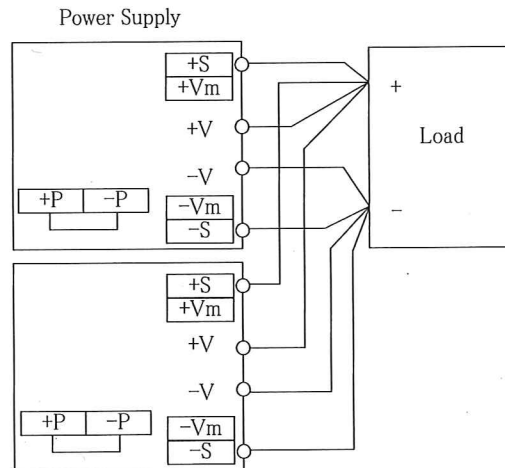 Power Supply
+S
+Vm
+V
-V
+P -P
-Vm
-S
+
Load
-
+S
+Vm
+V
-V
+P -P
-Vm
-S